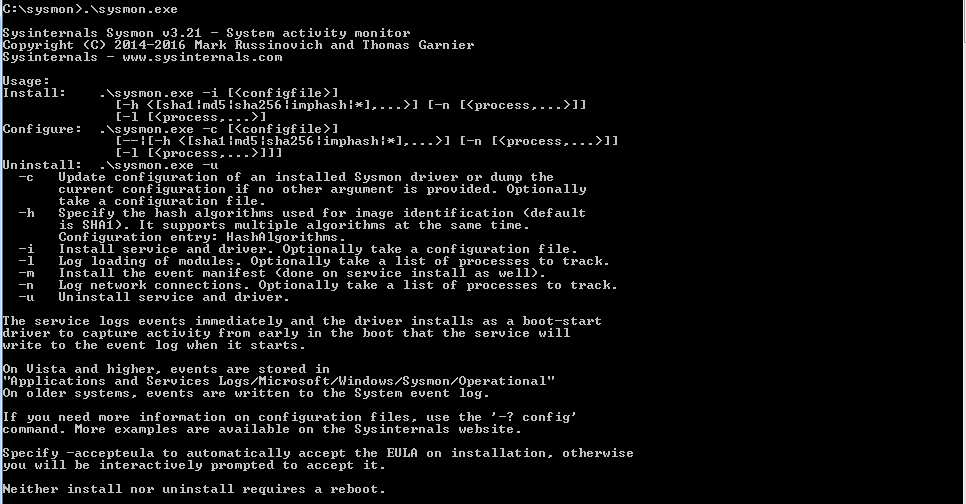 C:\sysmon>.\sysmon.exe
Sysinternals Sysmon v3.21 - System activity monitor
Copyright (C) 2014-2016 Mark Russinovich and Thomas Garnier
Sysinternals - www.sysinternals.com
Usage:
Install:    .\sysmon.exe -i [<configfile>]
              [-h <[sha1|md5|sha256|imphash|*],...>] [-n [<process,...>]]
              [-l [<process,...>]
Configure:  .\sysmon.exe -c [<configfile>]
              [--|[-h <[sha1|md5|sha256|imphash|*],...>] [-n [<process,...>]]
              [-l [<process,...>]]]
Uninstall:  .\sysmon.exe -u
  -c   Update configuration of an installed Sysmon driver or dump the
       current configuration if no other argument is provided. Optionally
       take a configuration file.
  -h   Specify the hash algorithms used for image identification (default
       is SHA1). It supports multiple algorithms at the same time.
       Configuration entry: HashAlgorithms.
  -i   Install service and driver. Optionally take a configuration file.
  -l   Log loading of modules. Optionally take a list of processes to track.
  -m   Install the event manifest (done on service install as well).
  -n   Log network connections. Optionally take a list of processes to track.
  -u   Uninstall service and driver.
The service logs events immediately and the driver installs as a boot-start
driver to capture activity from early in the boot that the service will
write to the event log when it starts.
On Vista and higher, events are stored in
"Applications and Services Logs/Microsoft/Windows/Sysmon/Operational"
On older systems, events are written to the System event log.
If you need more information on configuration files, use the '-? config'
command. More examples are available on the Sysinternals website.
Specify -accepteula to automatically accept the EULA on installation, otherwise
you will be interactively prompted to accept it.
Neither install nor uninstall requires a reboot.